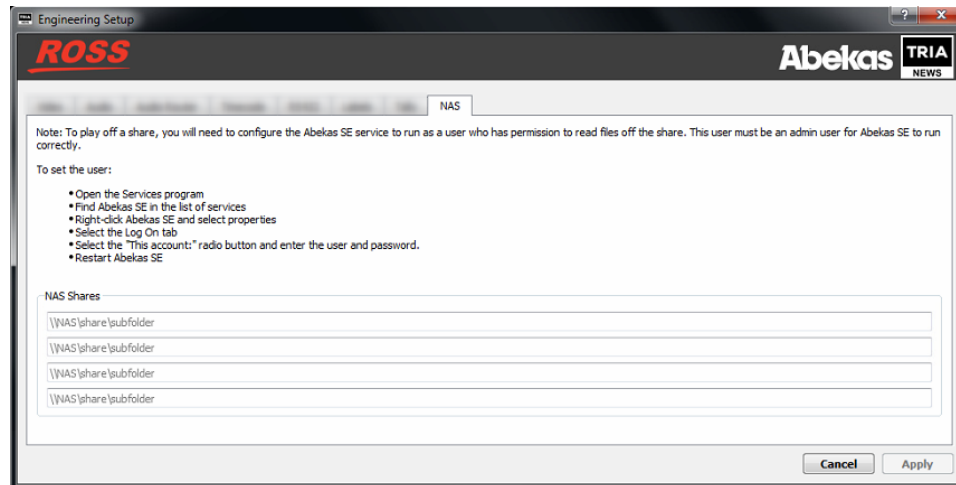 TRIA NEWS Engineering Setup
ROSS
Abekas TRIA
NEWS
NAS
Note: To play off a share, you will need to configure the Abekas SE service to run as a user who has permission to read files off the share. This user must be an admin user for Abekas SE to run
correctly.
To set the user:
• Open the Services program
• Find Abekas SE in the list of services
• Right-click Abekas SE and select properties
• Select the Log On tab
• Select the "This account:" radio button and enter the user and password.
• Restart Abekas SE
NAS Shares
\\NAS\share\subfolder
\\NAS\share\subfolder
\\NAS\share\subfolder
\\NAS\share\subfolder
Cancel Apply